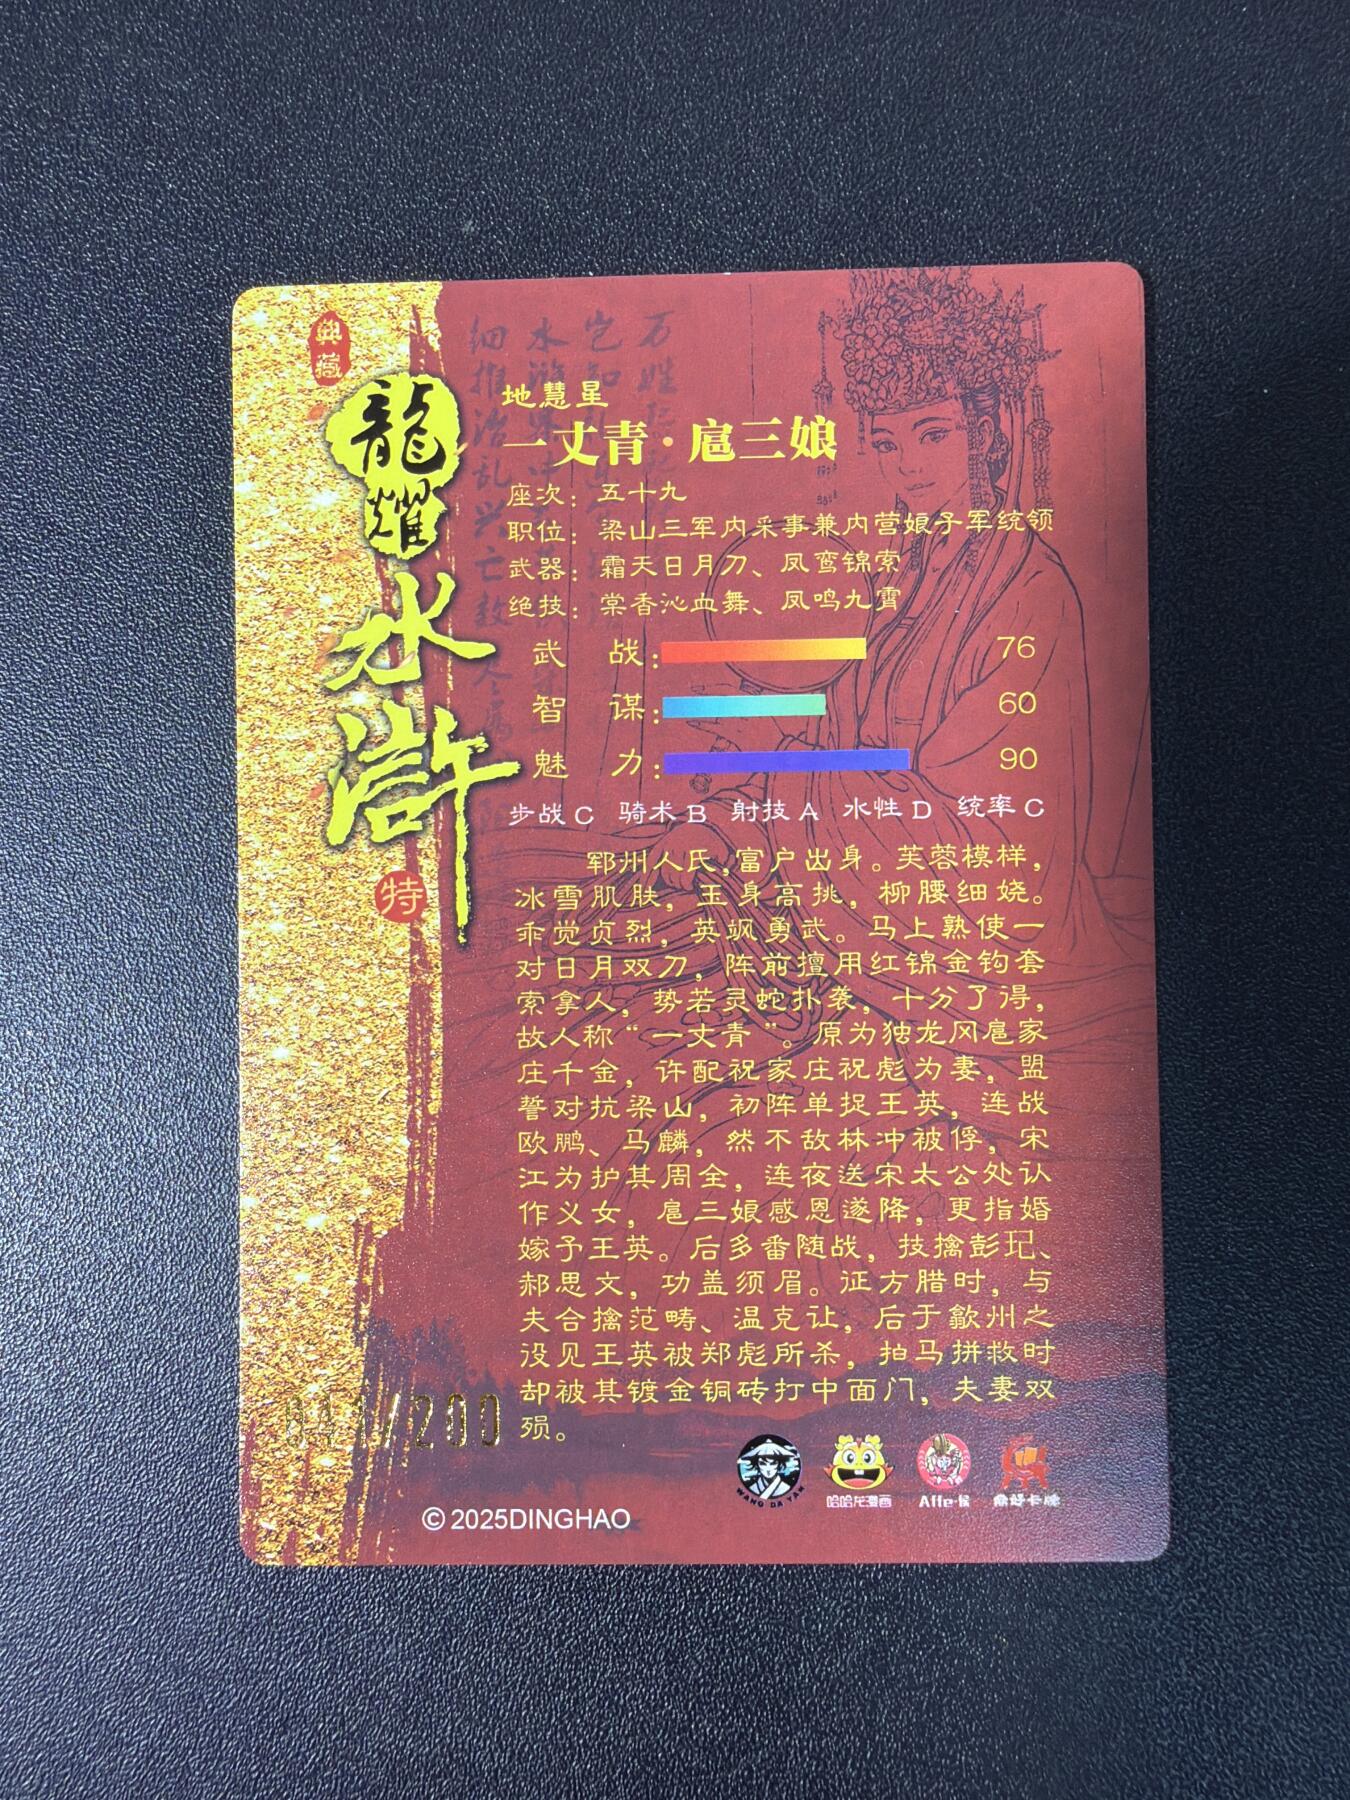 典藏
龍耀
水滸
特
地慧星
一丈青·扈三娘
座次：五十九
职位：梁山三军内采事兼内营娘子军统领
武器：霜天日月刀、凤鸾锦索
绝技：棠香沁血舞、凤鸣九霄
武 战：76
智 谋：60
魅 力：90
步战C 骑术B 射技A 水性D 统率C
郓州人氏，富户出身。芙蓉模样，
冰雪肌肤，玉身高挑，柳腰细娆。
乖觉贞烈，英飒勇武。马上熟使一
对日月双刀，阵前擅用红锦金钩套
索拿人，势若灵蛇扑袭，十分了得，
故人称“一丈青”。原为独龙冈扈家
庄千金，许配祝家庄祝彪为妻，盟
誓对抗梁山，初阵单捉王英，连战
欧鹏、马麟，然不敌林冲被俘，宋
江为护其周全，连夜送宋太公处认
作义女，扈三娘感恩遂降，更指婚
嫁予王英。后多番随战，技擒彭玘、
郝思文，功盖须眉。征方腊时，与
夫合擒范畴、温克让，后于歙州之
役见王英被郑彪所杀，拍马拼救时
却被其镀金铜砖打中面门，夫妻双
殒。
041/200
WANG DA YAN
哈哈龙漫画
Affe·侯
鼎好卡牌
© 2025DINGHAO